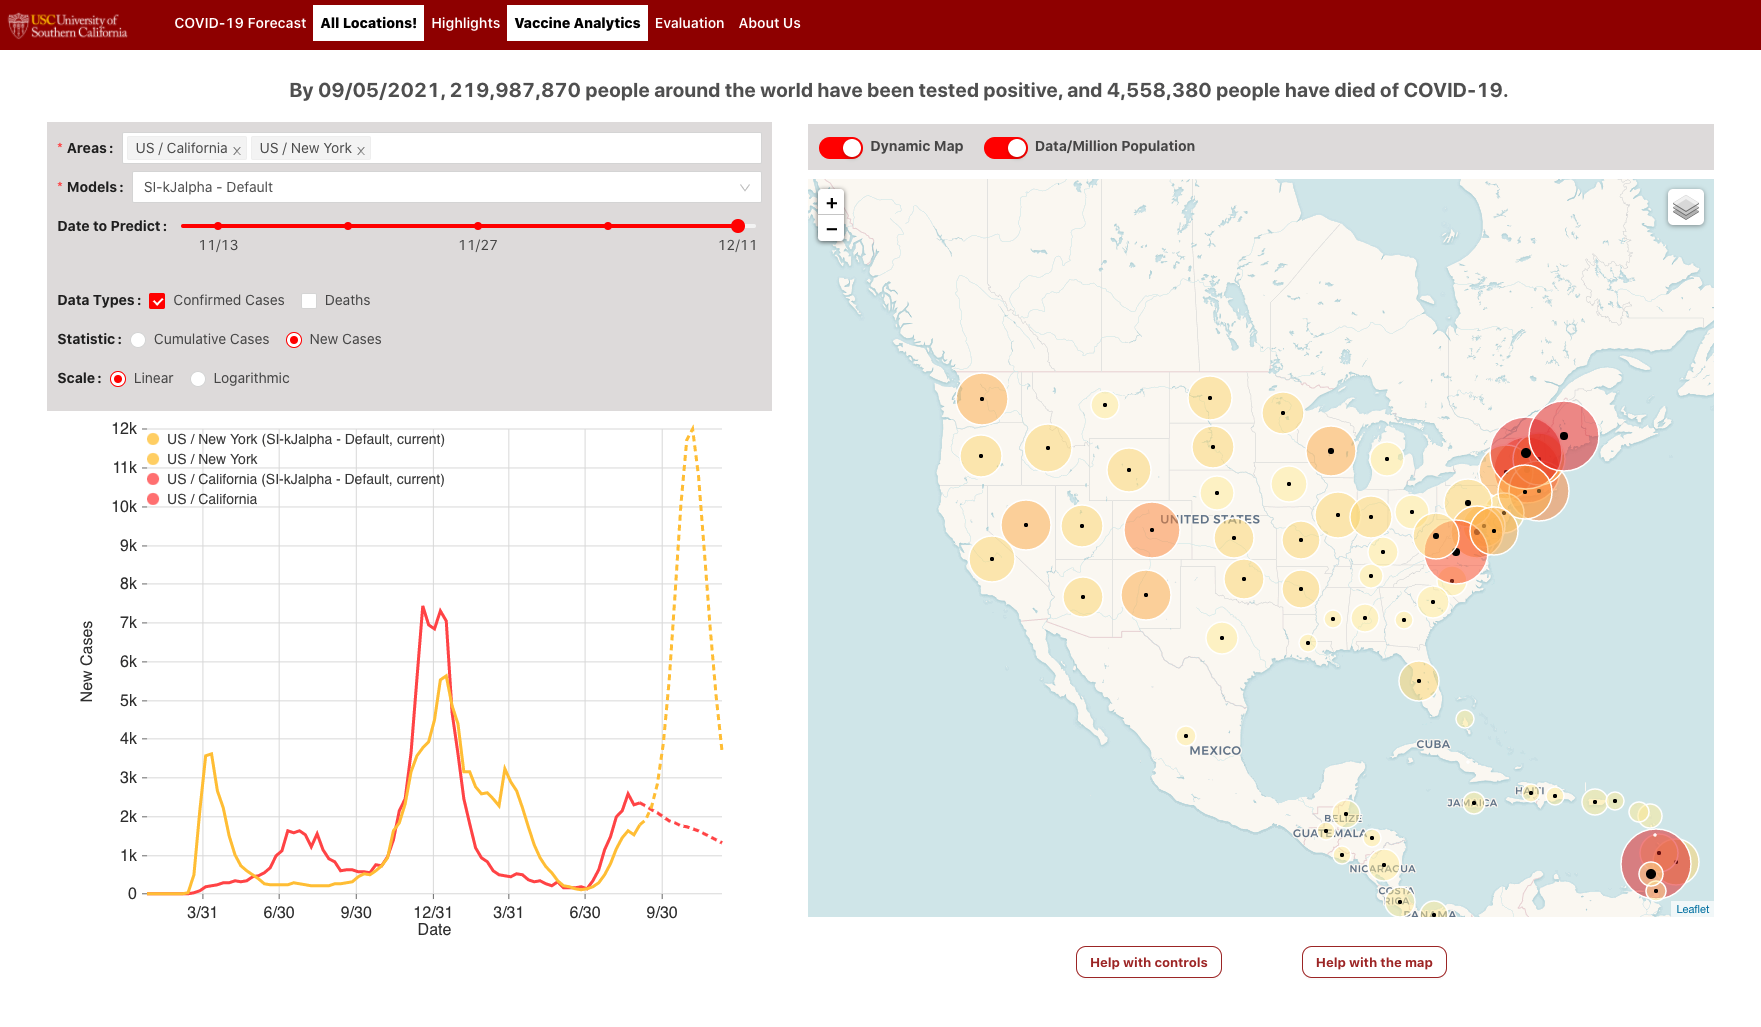 USC University of
Southern California
COVID-19 Forecast All Locations! Highlights Vaccine Analytics Evaluation About Us
By 09/05/2021, 219,987,870 people around the world have been tested positive, and 4,558,380 people have died of COVID-19.
* Areas: US / California x US / New York x
* Models: SI-kJalpha - Default
Date to Predict:
11/13 11/27 12/11
Data Types: Confirmed Cases Deaths
Statistic: Cumulative Cases New Cases
Scale: Linear Logarithmic
US / New York (SI-kJalpha - Default, current)
US / New York
US / California (SI-kJalpha - Default, current)
US / California
12k
11k
10k
9k
8k
7k
6k
5k
4k
3k
2k
1k
0
New Cases
3/31 6/30 9/30 12/31 3/31 6/30 9/30
Date
Dynamic Map Data/Million Population
+
−
UNITED STATES
MEXICO
CUBA
HAITI
JAMAICA
BELIZE
GUATEMALA
NICARAGUA
COSTA
RICA
PANAMA
Leaflet
Help with controls Help with the map